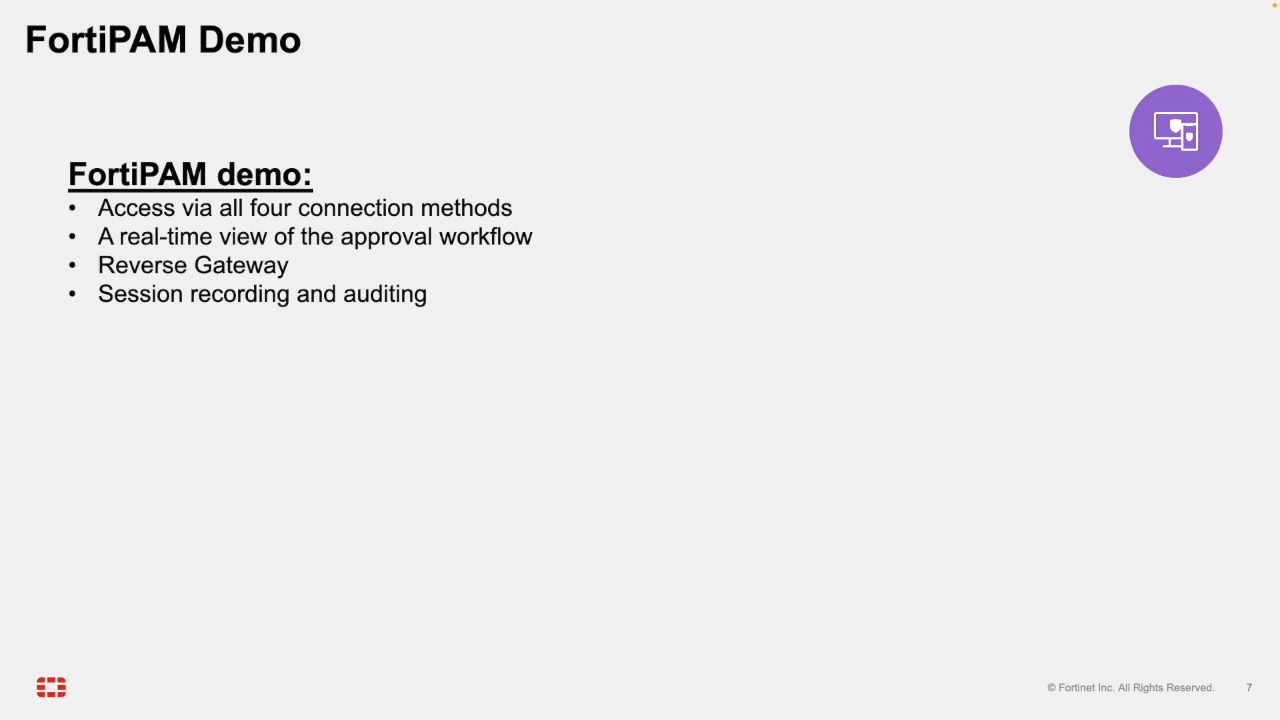 FortiPAM Demo
FortiPAM demo:
• Access via all four connection methods
• A real-time view of the approval workflow
• Reverse Gateway
• Session recording and auditing
© Fortinet Inc. All Rights Reserved. 7